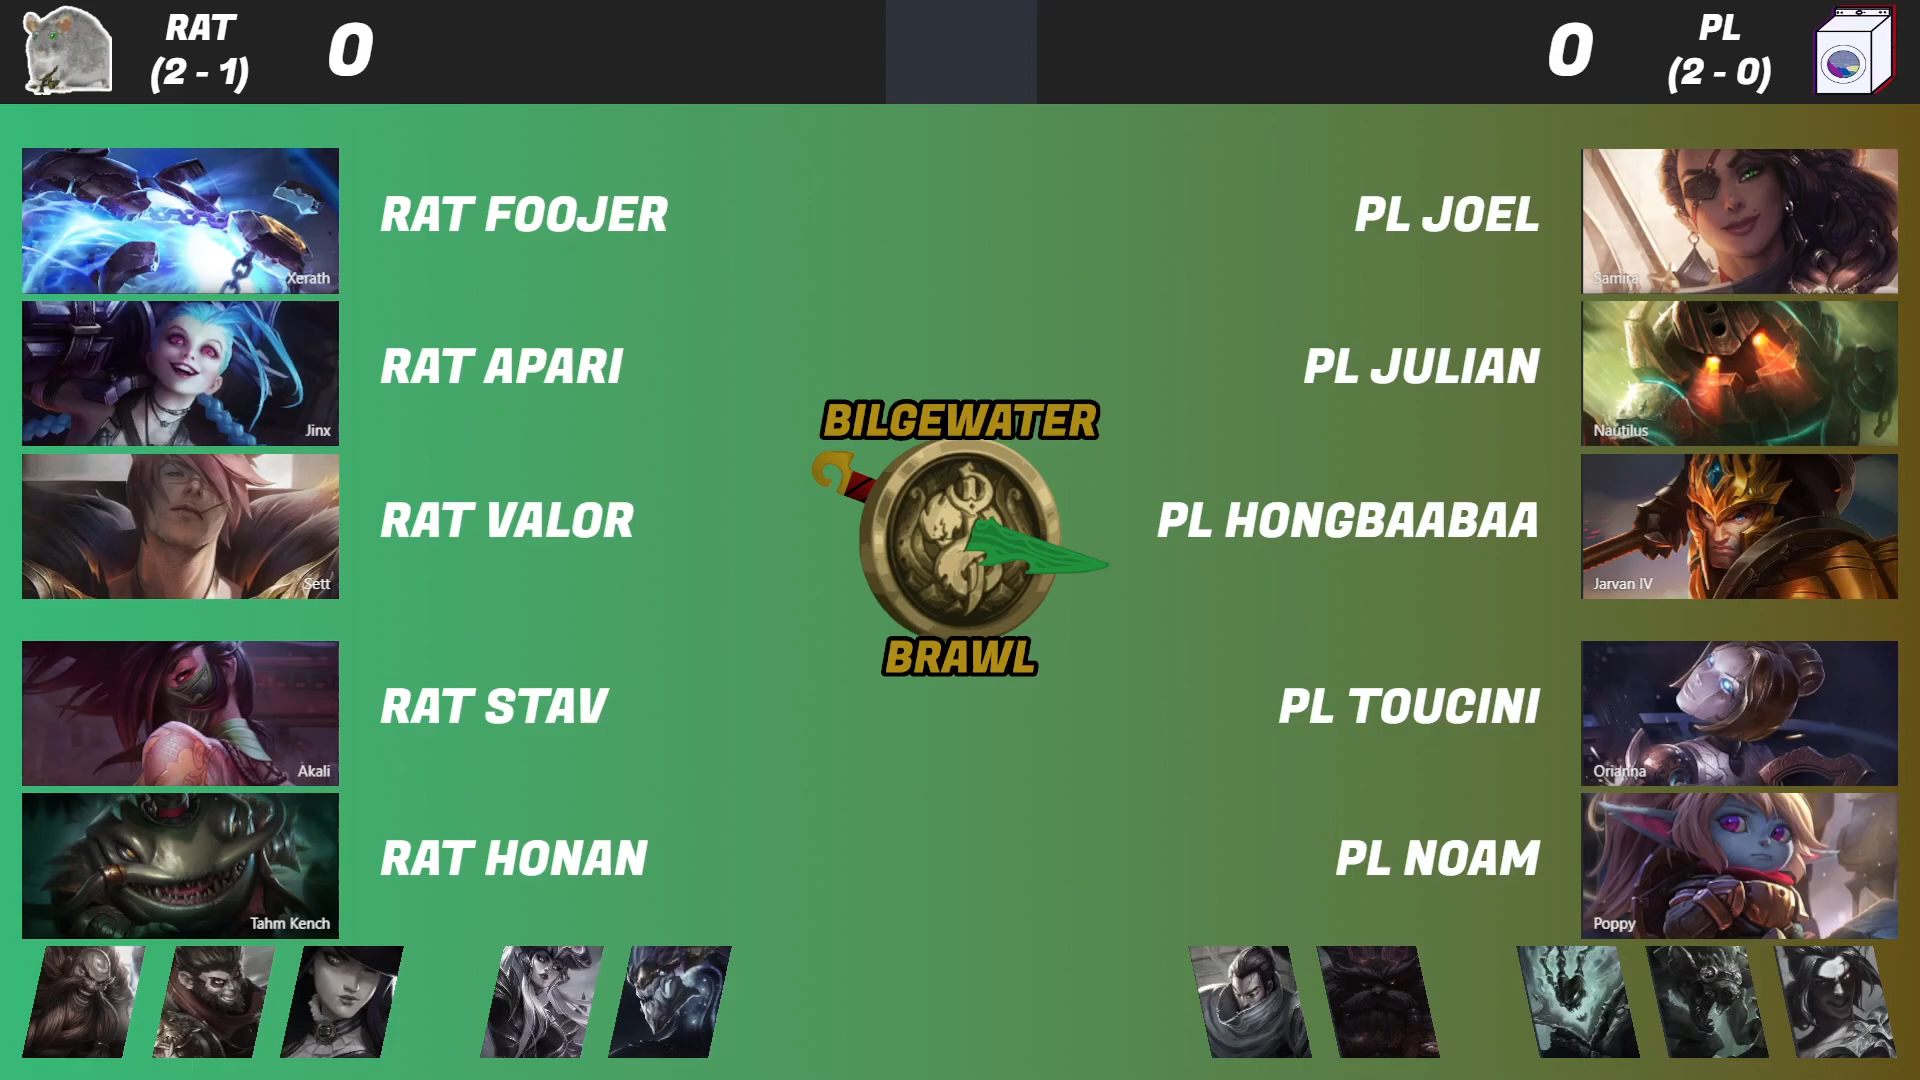 RAT
(2 - 1)
0
0
PL
(2 - 0)
Xerath
RAT FOOJER
PL JOEL
Samira
Jinx
RAT APARI
PL JULIAN
Nautilus
BILGEWATER
Sett
RAT VALOR
PL HONGBAABAA
Jarvan IV
BRAWL
Akali
RAT STAV
PL TOUCINI
Orianna
Tahm Kench
RAT HONAN
PL NOAM
Poppy